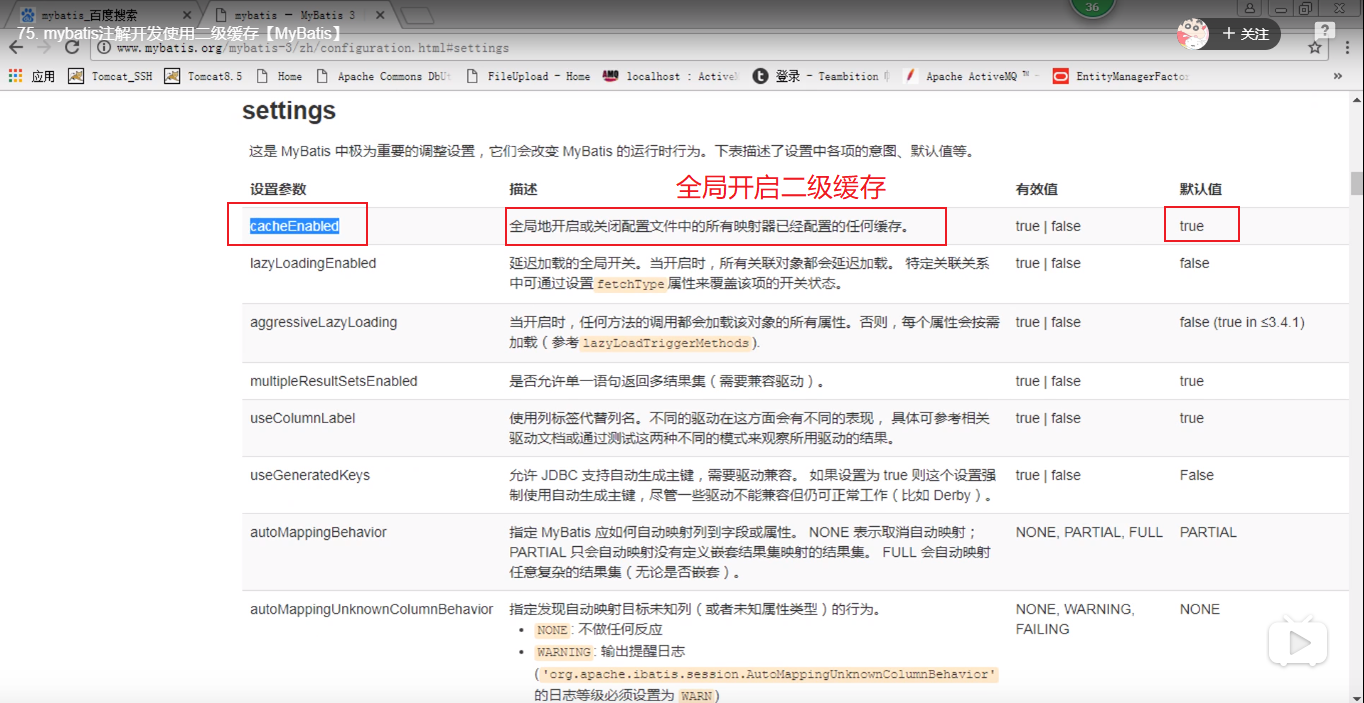 mybatis_百度搜索
mybatis – MyBatis 3
36
75. mybatis注解开发使用二级缓存【MyBatis】
+ 关注
?
www.mybatis.org/mybatis-3/zh/configuration.html#settings
应用
Tomcat_SSH
Tomcat8.5
Home
Apache Commons DbUt
FileUpload – Home
localhost : Active
登录 - Teambition
Apache ActiveMQ ™ -
EntityManagerFacto
»
settings
这是 MyBatis 中极为重要的调整设置，它们会改变 MyBatis 的运行时行为。下表描述了设置中各项的意图、默认值等。
全局开启二级缓存
设置参数 描述 有效值 默认值
cacheEnabled 全局地开启或关闭配置文件中的所有映射器已经配置的任何缓存。 true | false true
lazyLoadingEnabled 延迟加载的全局开关。当开启时，所有关联对象都会延迟加载。 特定关联关系 true | false false
中可通过设置 fetchType 属性来覆盖该项的开关状态。
aggressiveLazyLoading 当开启时，任何方法的调用都会加载该对象的所有属性。否则，每个属性会按需 true | false false (true in ≤3.4.1)
加载（参考 lazyLoadTriggerMethods).
multipleResultSetsEnabled 是否允许单一语句返回多结果集（需要兼容驱动）。 true | false true
useColumnLabel 使用列标签代替列名。不同的驱动在这方面会有不同的表现， 具体可参考相关 true | false true
驱动文档或通过测试这两种不同的模式来观察所用驱动的结果。
useGeneratedKeys 允许 JDBC 支持自动生成主键，需要驱动兼容。 如果设置为 true 则这个设置强 true | false False
制使用自动生成主键，尽管一些驱动不能兼容但仍可正常工作（比如 Derby）。
autoMappingBehavior 指定 MyBatis 应如何自动映射列到字段或属性。 NONE 表示取消自动映射； NONE, PARTIAL, FULL PARTIAL
PARTIAL 只会自动映射没有定义嵌套结果集映射的结果集。 FULL 会自动映射
任意复杂的结果集（无论是否嵌套）。
autoMappingUnknownColumnBehavior 指定发现自动映射目标未知列（或者未知属性类型）的行为。 NONE, WARNING, NONE
• NONE: 不做任何反应 FAILING
• WARNING: 输出提醒日志
('org.apache.ibatis.session.AutoMappingUnknownColumnBehavior'
的日志等级必须设置为 WARN)